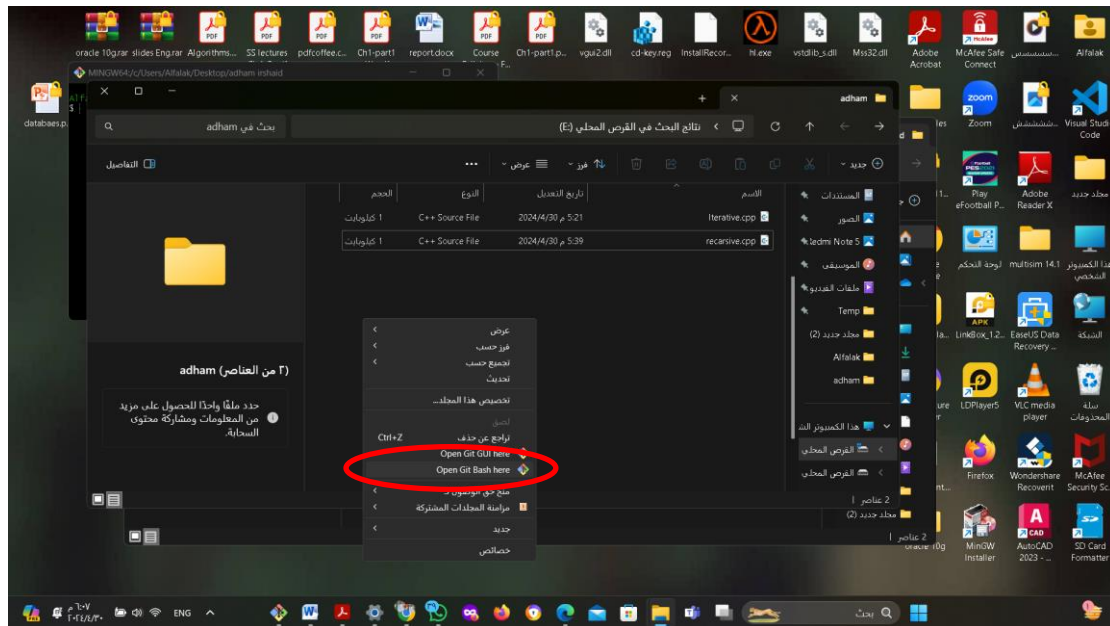 oracle 10g.rar
slides Eng.rar
Algorithms...
SS lectures
pdfcoffee.c...
Ch1-part1
report.docx
Course
Ch1-part1.p...
vgui2.dll
cd-key.reg
InstallRecor...
hl.exe
vstdlib_s.dll
Mss32.dll
Adobe Acrobat
McAfee Safe Connect
Alfalak
MINGW64:/c/Users/Alfalak/Desktop/adham irshaid
databaes.p
Zoom
Visual Studi
Code
adham
نتائج البحث في القرص المحلي (E:)
بحث في adham
جديد
فرز
عرض
التفاصيل
الاسم
تاريخ التعديل
النوع
الحجم
Iterative.cpp
5:21 2024/4/30 م
C++ Source File
1 كيلوبايت
recarsive.cpp
5:39 2024/4/30 م
C++ Source File
1 كيلوبايت
المستندات
الصور
Redmi Note 5
الموسيقى
ملفات الفيديو
Temp
مجلد جديد (2)
Alfalak
adham
هذا الكمبيوتر الش
القرص المحلي
القرص المحلي
2 عناصر
adham (٢ من العناصر)
حدد ملفًا واحدًا للحصول على مزيد
من المعلومات ومشاركة محتوى
السحابة.
عرض
فرز حسب
تجميع حسب
تحديث
تخصيص هذا المجلد...
لصق
تراجع عن حذف
Ctrl+Z
Open Git GUI here
Open Git Bash here
منح حق الوصول إلى
مزامنة المجلدات المشتركة
جديد
خصائص
مجلد جديد (2)
2 عناصر
oracle 10g
Play
eFootball P...
Adobe
Reader X
مجلد جديد
لوحة التحكم
multisim 14.1
هذا الكمبيوتر
الشخصي
LinkBox_1.2...
EaseUS Data
Recovery ...
الشبكة
LDPlayer5
VLC media
player
سلة
المحذوفات
Firefox
Wondershare
Recoverit
McAfee
Security Sc.
MinGW
Installer
AutoCAD
2023 - ...
SD Card
Formatter
ENG
بحث